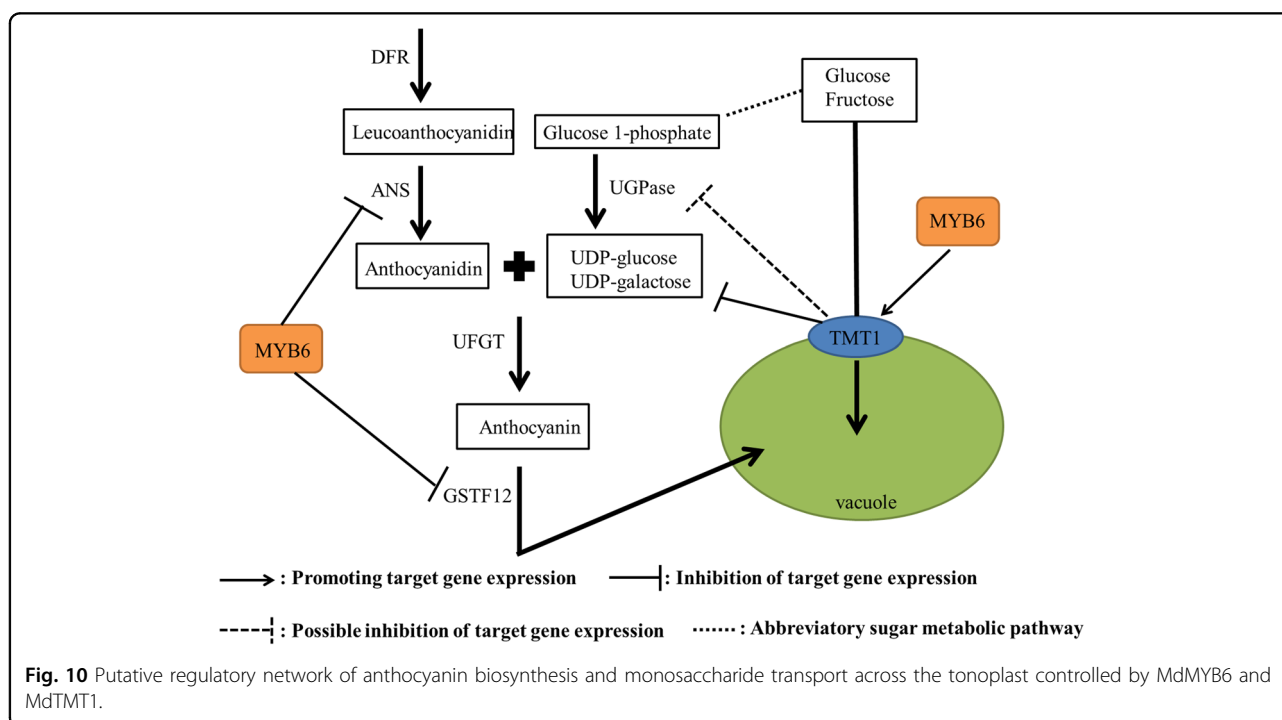 DFR
Leucoanthocyanidin
ANS
Anthocyanidin
MYB6
Glucose 1-phosphate
UGPase
UDP-glucose
UDP-galactose
UFGT
Anthocyanin
GSTF12
Glucose
Fructose
MYB6
TMT1
vacuole
: Promoting target gene expression
: Inhibition of target gene expression
: Possible inhibition of target gene expression
: Abbreviatory sugar metabolic pathway
Fig. 10 Putative regulatory network of anthocyanin biosynthesis and monosaccharide transport across the tonoplast controlled by MdMYB6 and
MdTMT1.